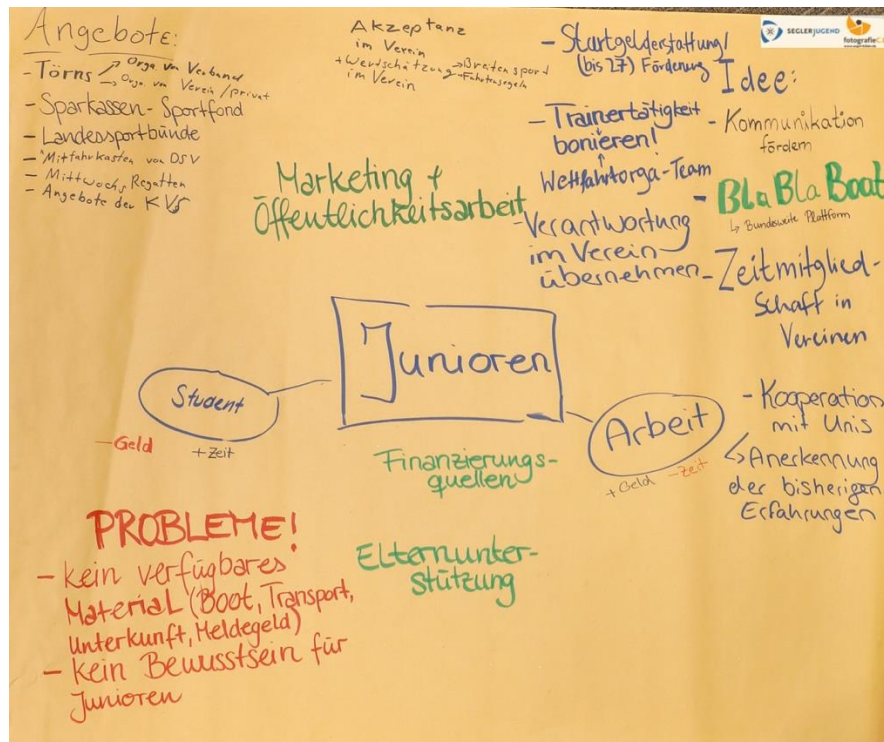 Angebote:
- Törns → Orga. von Verband
→ Orga. von Verein / privat
- Sparkassen-Sportfond
- Landessportbünde
- Mitfahrkasten von DSV
- Mittwochs Regatten
- Angebote der KVs
Akzeptanz
im Verein
+ Wertschätzung → Breitensport
im Verein → Fahrtensegeln
Marketing +
Öffentlichkeitsarbeit
- Startgelderstattung/
(bis 27) Förderung
- Trainertätigkeit
bonieren!
↑
Wettfahrtorga-Team
- Verantwortung
im Verein
übernehmen
SEGLERJUGEND
Idee:
- Kommunikation
fördern
- BLa BLa Boot
↳ Bundesweite Plattform
- Zeitmitglied-
schaft in
Vereinen
- Kooperation
mit Unis
↳ Anerkennung
der bisherigen
Erfahrungen
Junioren
Student
- Geld
+ Zeit
Arbeit
+ Geld - Zeit
Finanzierungs-
quellen
Elternunter-
stützung
PROBLEME!
- kein verfügbares
Material (Boot, Transport,
Unterkunft, Meldegeld)
- kein Bewusstsein für
Junioren